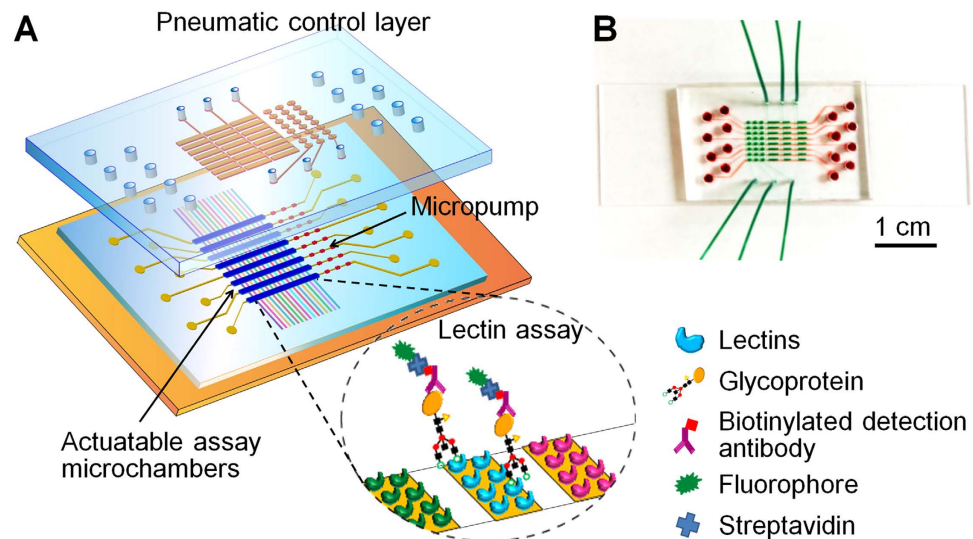 A
Pneumatic control layer
B
Micropump
1 cm
Lectin assay
Actuatable assay
microchambers
Lectins
Glycoprotein
Biotinylated detection
antibody
Fluorophore
Streptavidin